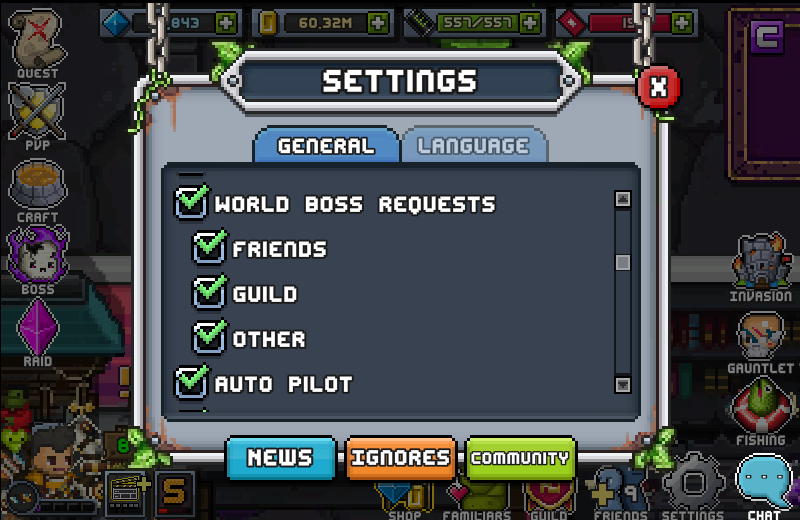 843
60,32M
557/557
SETTINGS
X
QUEST
PVP
CRAFT
BOSS
RAID
GENERAL
LANGUAGE
WORLD BOSS REQUESTS
FRIENDS
GUILD
OTHER
AUTO PILOT
NEWS
IGNORES
COMMUNITY
INVASION
GAUNTLET
FISHING
S
9
SHOP
FAMILIARS
GUILD
FRIENDS
SETTINGS
CHAT